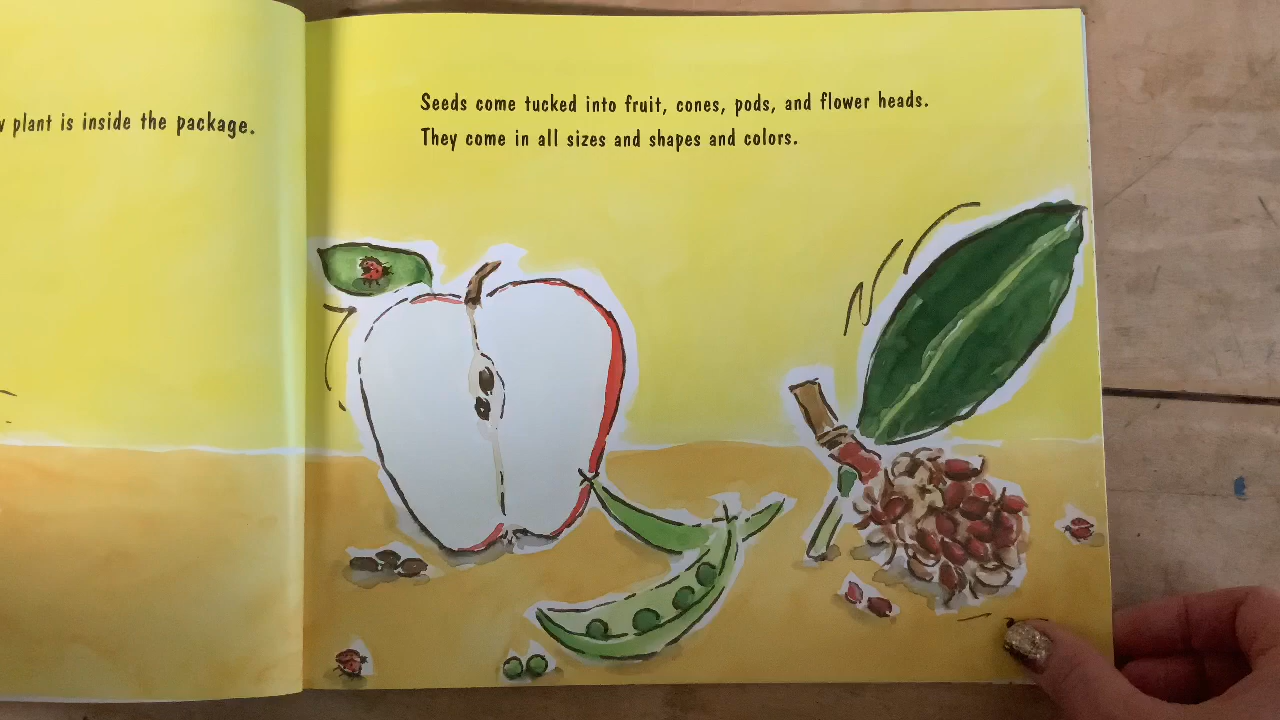 plant is inside the package.
Seeds come tucked into fruit, cones, pods, and flower heads.
They come in all sizes and shapes and colors.